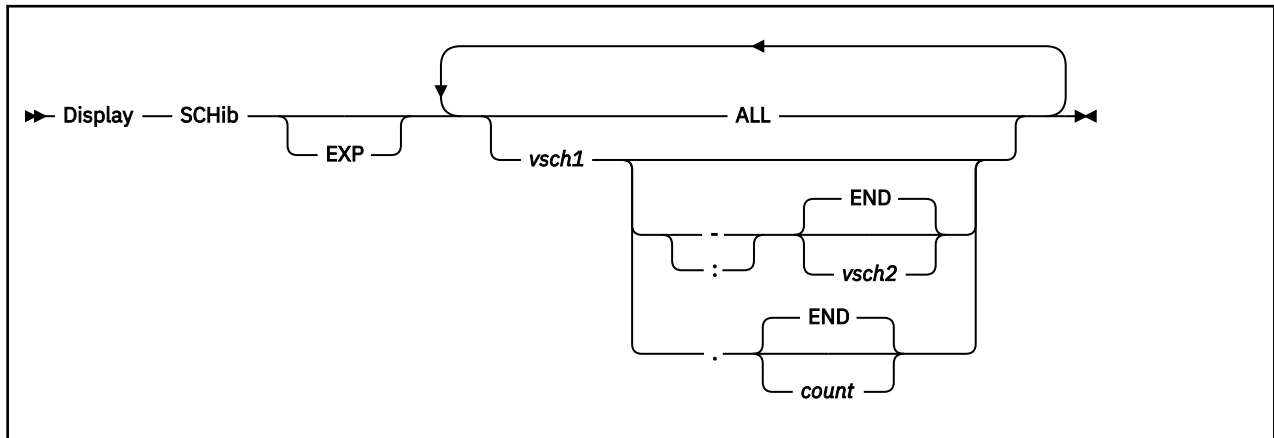 Display SCHib ALL
EXP
vsch1
END
- 
:
vsch2
END
.
count